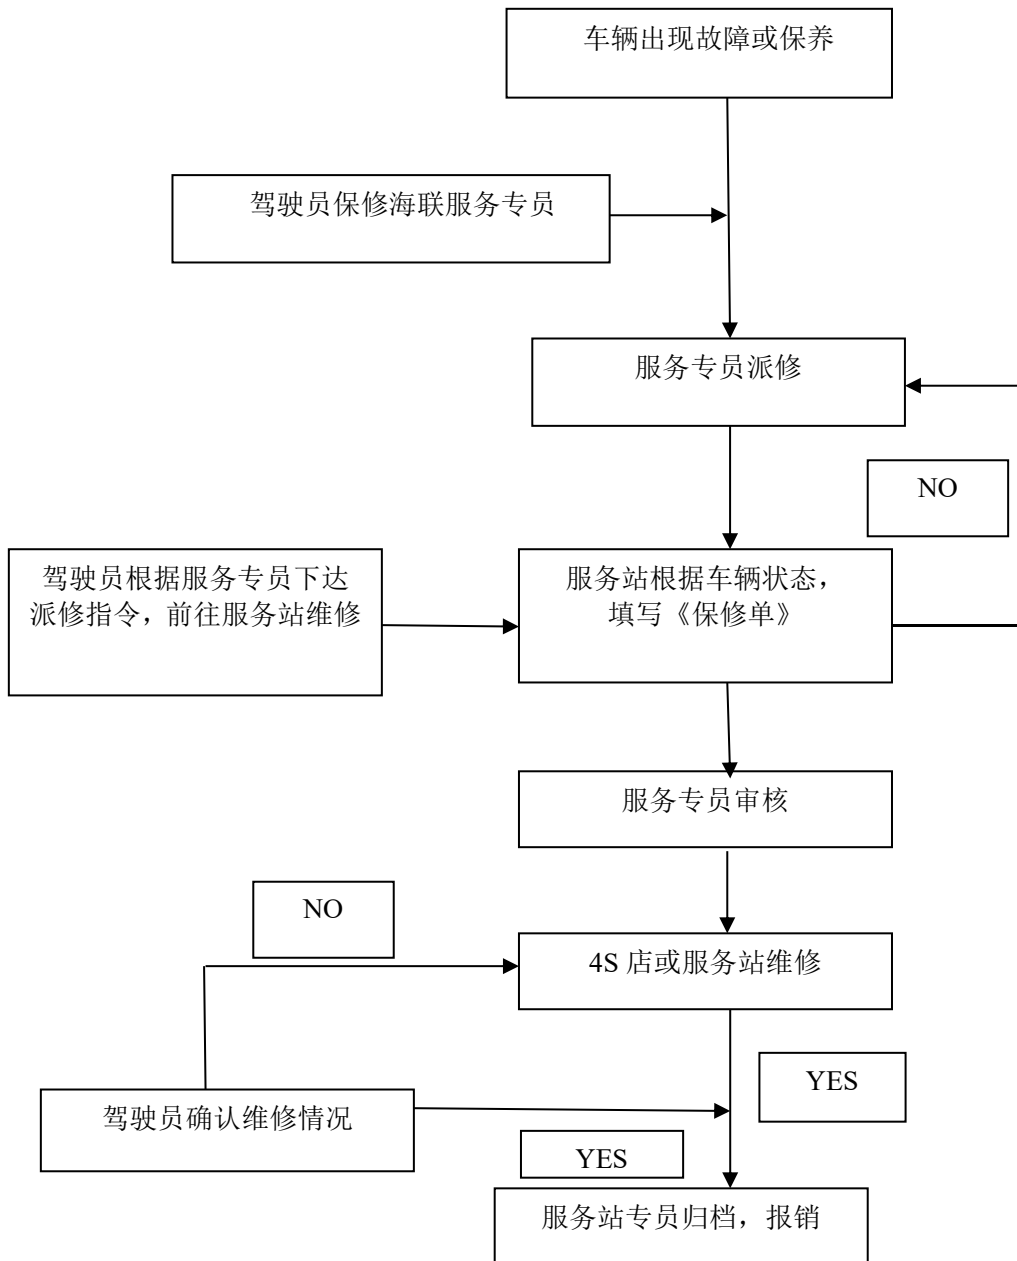 车辆出现故障或保养
驾驶员保修海联服务专员
服务专员派修
NO
驾驶员根据服务专员下达
派修指令，前往服务站维修
服务站根据车辆状态，
填写《保修单》
服务专员审核
NO
4S 店或服务站维修
YES
驾驶员确认维修情况
YES
服务站专员归档，报销